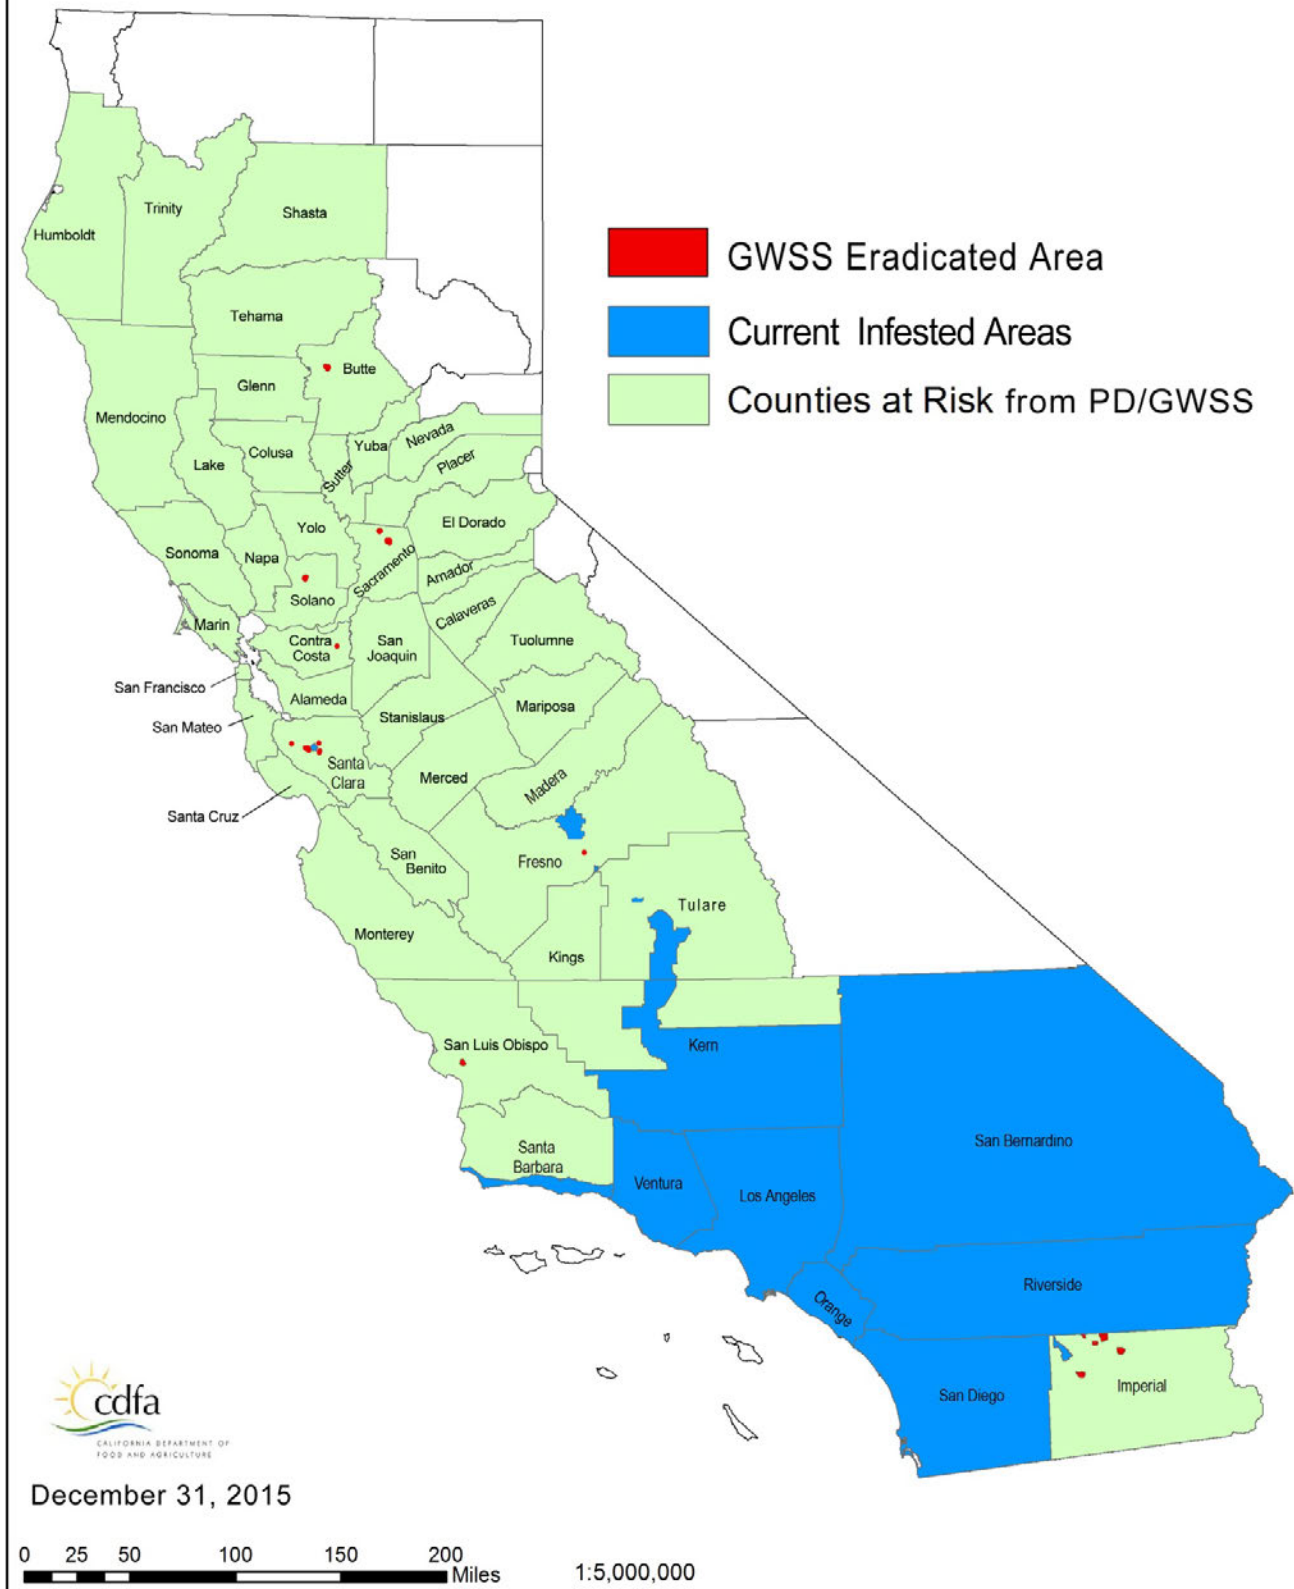 Humboldt
Trinity
Shasta
GWSS Eradicated Area
Current Infested Areas
Counties at Risk from PD/GWSS
Tehama
Butte
Glenn
Mendocino
Colusa
Lake
Sutter
Yuba
Nevada
Placer
Yolo
El Dorado
Sonoma
Napa
Sacramento
Amador
Solano
Calaveras
Marin
Contra
Costa
San
Joaquin
Tuolumne
San Francisco
Alameda
Stanislaus
Mariposa
San Mateo
Santa
Clara
Merced
Madera
Santa Cruz
San
Benito
Fresno
Tulare
Monterey
Kings
San Luis Obispo
Kern
Santa
Barbara
Ventura
Los Angeles
San Bernardino
Riverside
Orange
San Diego
Imperial
cdfa
CALIFORNIA DEPARTMENT OF
FOOD AND AGRICULTURE
December 31, 2015
0 25 50 100 150 200
Miles
1:5,000,000